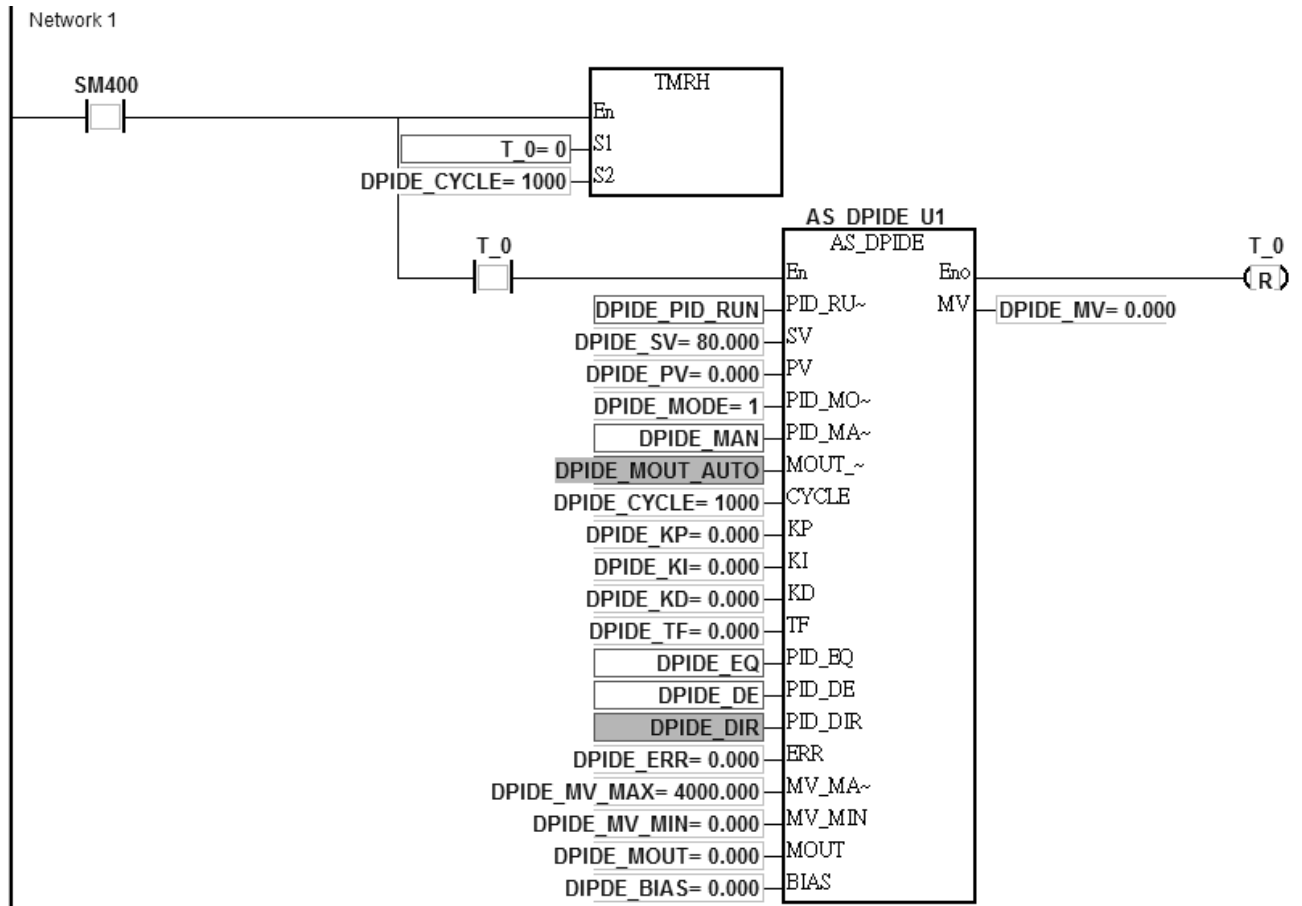 Network 1
SM400
TMRH
En
T_0= 0 S1
DPIDE_CYCLE= 1000 S2
AS_DPIDE_U1
T_0 AS_DPIDE T_0
En Eno R
DPIDE_PID_RUN PID_RU~ MV DPIDE_MV= 0.000
DPIDE_SV= 80.000 SV
DPIDE_PV= 0.000 PV
DPIDE_MODE= 1 PID_MO~
DPIDE_MAN PID_MA~
DPIDE_MOUT_AUTO MOUT_~
DPIDE_CYCLE= 1000 CYCLE
DPIDE_KP= 0.000 KP
DPIDE_KI= 0.000 KI
DPIDE_KD= 0.000 KD
DPIDE_TF= 0.000 TF
DPIDE_EQ PID_EQ
DPIDE_DE PID_DE
DPIDE_DIR PID_DIR
DPIDE_ERR= 0.000 ERR
DPIDE_MV_MAX= 4000.000 MV_MA~
DPIDE_MV_MIN= 0.000 MV_MIN
DPIDE_MOUT= 0.000 MOUT
DIPDE_BIAS= 0.000 BIAS